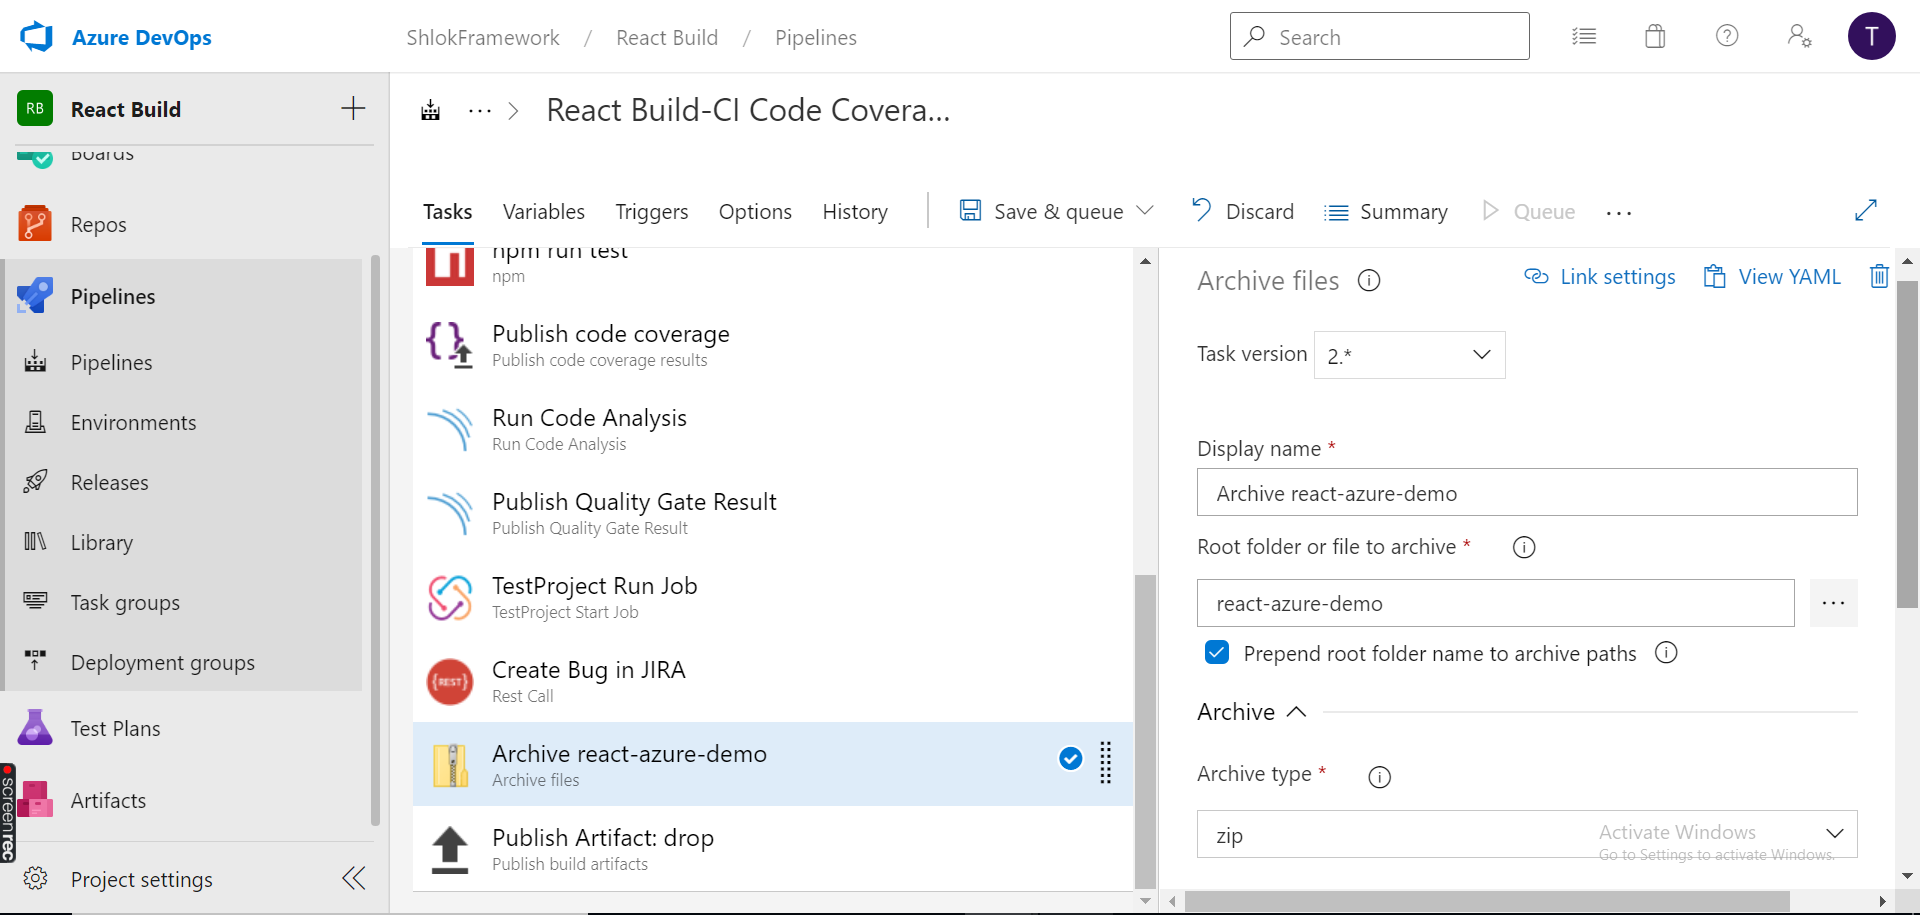 Azure DevOps
ShlokFramework / React Build / Pipelines
Search
T
RB React Build
Boards
Repos
Pipelines
Pipelines
Environments
Releases
Library
Task groups
Deployment groups
Test Plans
Artifacts
Project settings
screenrec
React Build-CI Code Covera...
Tasks Variables Triggers Options History Save & queue Discard Summary Queue
npm run test
npm
Publish code coverage
Publish code coverage results
Run Code Analysis
Run Code Analysis
Publish Quality Gate Result
Publish Quality Gate Result
TestProject Run Job
TestProject Start Job
{REST}
Create Bug in JIRA
Rest Call
Archive react-azure-demo
Archive files
Publish Artifact: drop
Publish build artifacts
Archive files
Link settings View YAML
Task version 2.*
Display name *
Archive react-azure-demo
Root folder or file to archive *
react-azure-demo
Prepend root folder name to archive paths
Archive
Archive type *
zip
Activate Windows
Go to Settings to activate Windows.